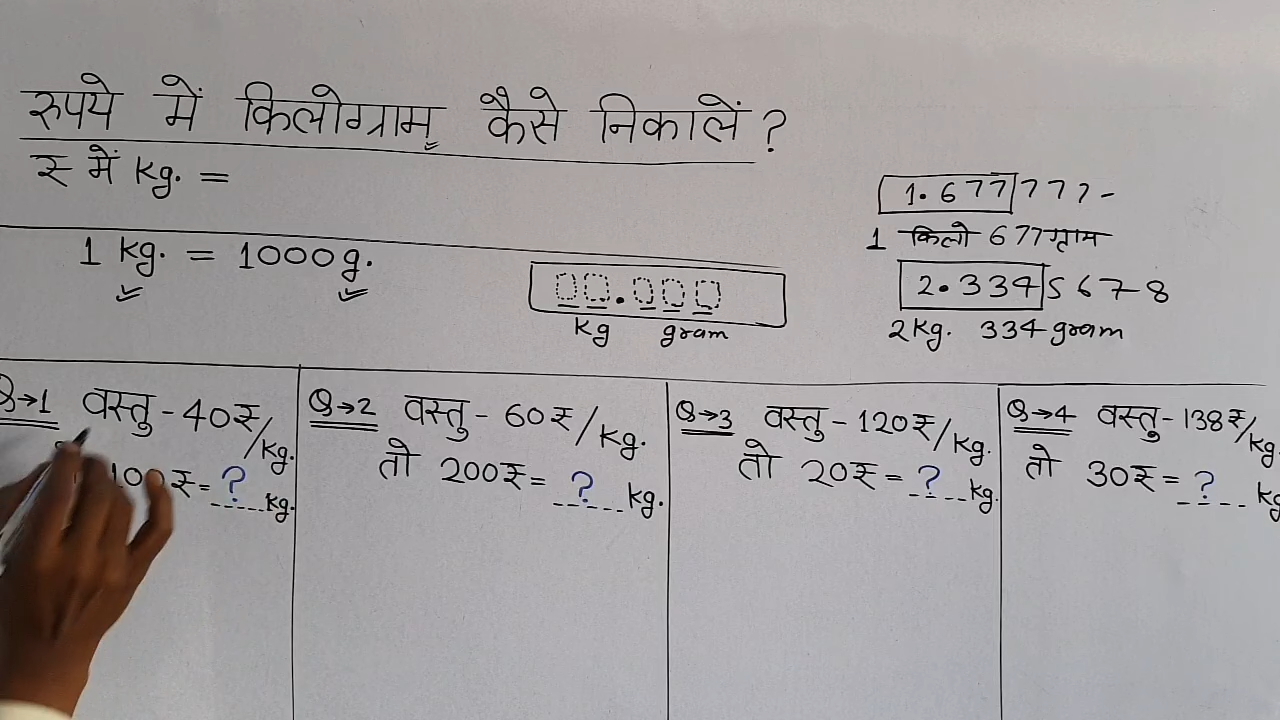 रुपये में किलोग्राम कैसे निकालें ?
₹ में kg. =
1 kg. = 1000g.
00.000
kg gram
1.677777-
1 किलो 677ग्राम
2.3345678
2kg. 334 gram
Q→1 वस्तु - 40₹/kg.
100₹ = ? kg.
Q→2 वस्तु - 60₹/kg.
तो 200₹ = ? kg.
Q→3 वस्तु - 120₹/kg.
तो 20₹ = ? kg.
Q→4 वस्तु - 138₹/kg.
तो 30₹ = ? kg